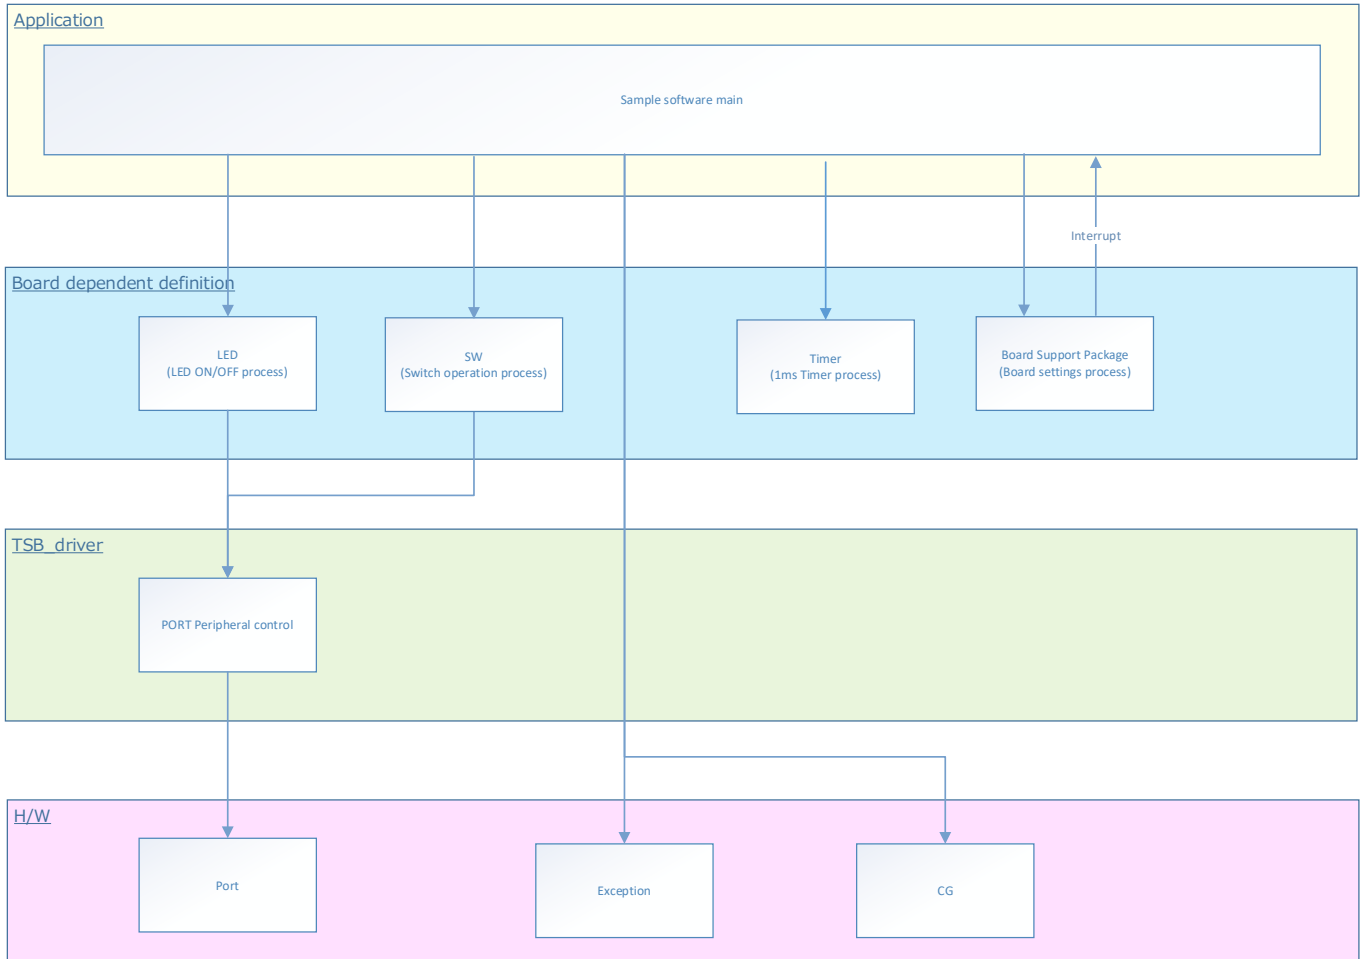 Application
Sample software main
Interrupt
Board dependent definition
LED
(LED ON/OFF process)
SW
(Switch operation process)
Timer
(1ms Timer process)
Board Support Package
(Board settings process)
TSB_driver
PORT Peripheral control
H/W
Port
Exception
CG